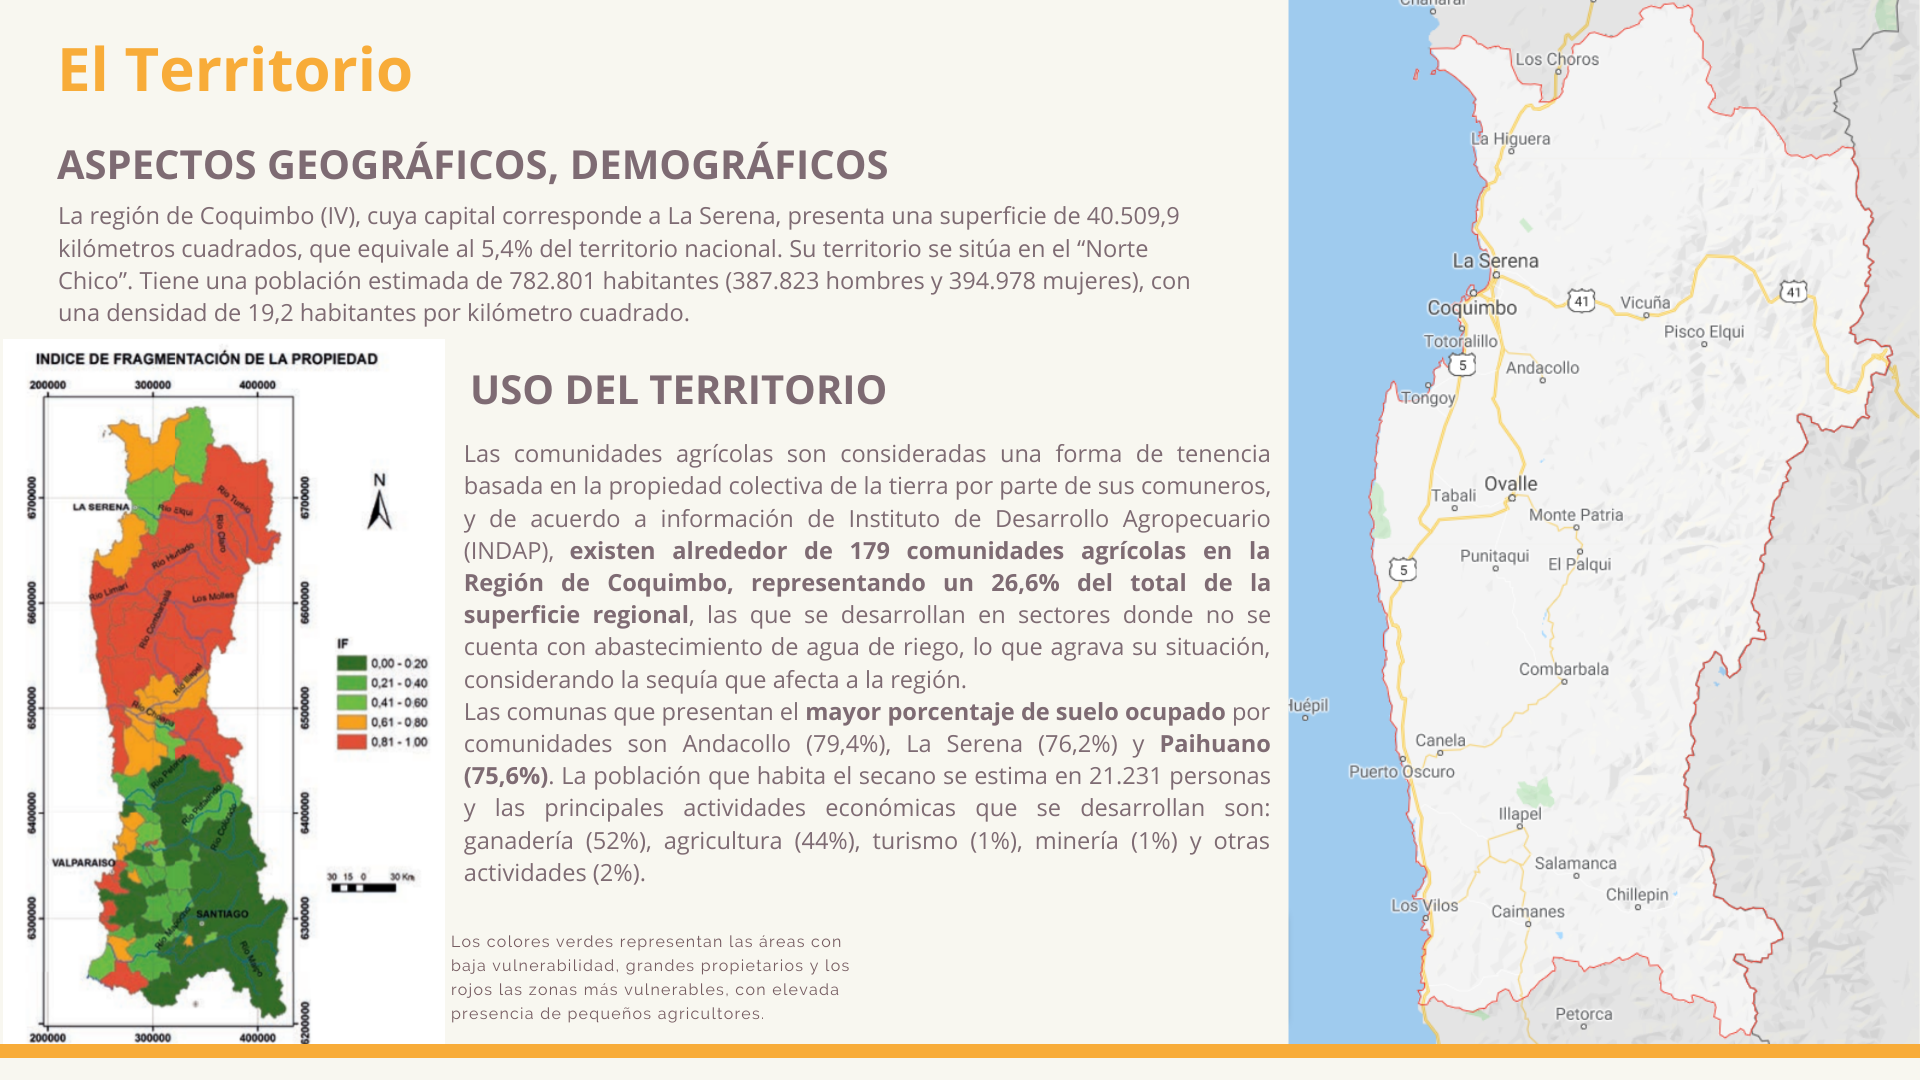 El Territorio
ASPECTOS GEOGRÁFICOS, DEMOGRÁFICOS
La región de Coquimbo (IV), cuya capital corresponde a La Serena, presenta una superficie de 40.509,9
kilómetros cuadrados, que equivale al 5,4% del territorio nacional. Su territorio se sitúa en el “Norte
Chico”. Tiene una población estimada de 782.801 habitantes (387.823 hombres y 394.978 mujeres), con
una densidad de 19,2 habitantes por kilómetro cuadrado.
INDICE DE FRAGMENTACIÓN DE LA PROPIEDAD
200000 300000 400000
6700000
6700000
6600000
6600000
6500000
6500000
6400000
6400000
6300000
6300000
6200000
LA SERENA
Río Turbio
Río Elqui
Río Claro
Río Hurtado
Río Limarí
Los Molles
Río Combarbalá
Río Illapel
Río Choapa
Río Petorca
Río Putaendo
Río Colorado
VALPARAISO
SANTIAGO
Río Maipo
N
IF
0,00 - 0,20
0,21 - 0,40
0,41 - 0,60
0,61 - 0,80
0,81 - 1,00
30 15 0 30 Km
200000 300000 400000
USO DEL TERRITORIO
Las comunidades agrícolas son consideradas una forma de tenencia
basada en la propiedad colectiva de la tierra por parte de sus comuneros,
y de acuerdo a información de Instituto de Desarrollo Agropecuario
(INDAP), existen alrededor de 179 comunidades agrícolas en la
Región de Coquimbo, representando un 26,6% del total de la
superficie regional, las que se desarrollan en sectores donde no se
cuenta con abastecimiento de agua de riego, lo que agrava su situación,
considerando la sequía que afecta a la región.
Las comunas que presentan el mayor porcentaje de suelo ocupado por
comunidades son Andacollo (79,4%), La Serena (76,2%) y Paihuano
(75,6%). La población que habita el secano se estima en 21.231 personas
y las principales actividades económicas que se desarrollan son:
ganadería (52%), agricultura (44%), turismo (1%), minería (1%) y otras
actividades (2%).
Los colores verdes representan las áreas con
baja vulnerabilidad, grandes propietarios y los
rojos las zonas más vulnerables, con elevada
presencia de pequeños agricultores.
Los Choros
La Higuera
La Serena
41
41
Vicuña
Coquimbo
Pisco Elqui
Totoralillo
5
Andacollo
Tongoy
Ovalle
Tabali
Monte Patria
Punitaqui
El Palqui
5
Combarbala
Huépil
Canela
Puerto Oscuro
Illapel
Salamanca
Chillepin
Los Vilos
Caimanes
Petorca